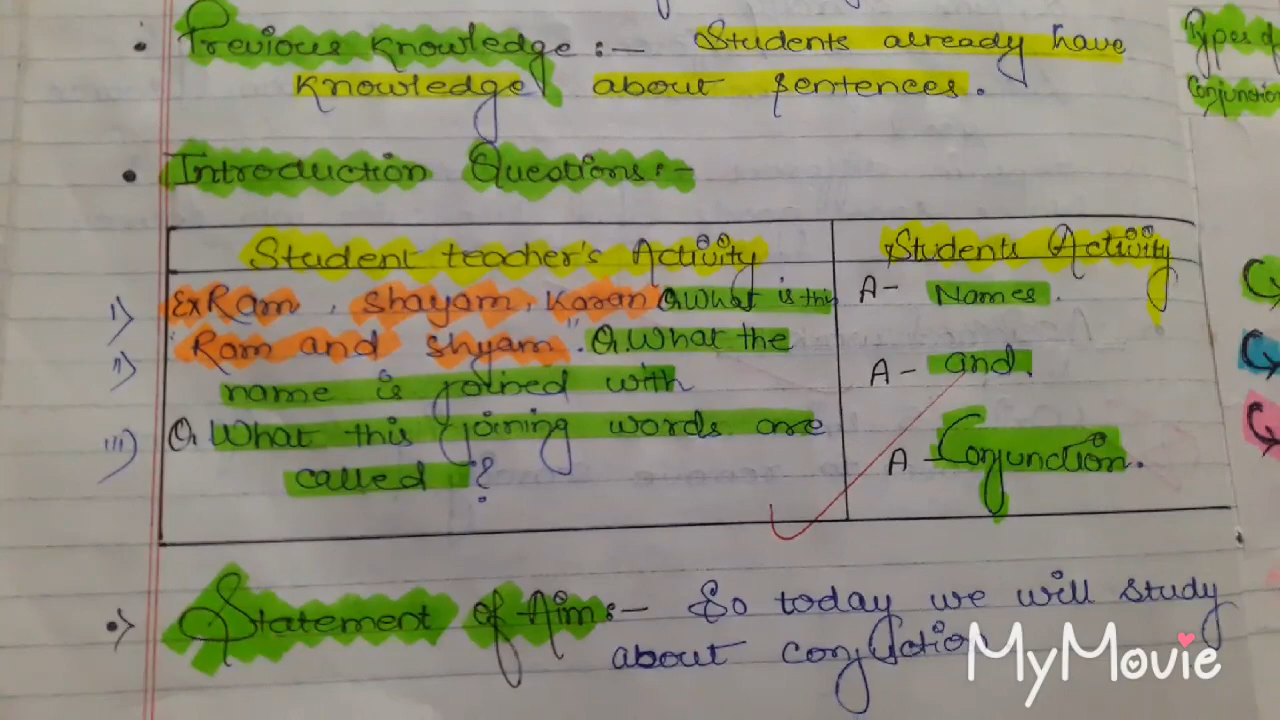 • Previous Knowledge :— Students already have
Knowledge about sentences.
Types of
Conjunction
• Introduction Questions:-
Student teacher's Activity
Students Activity
i) Ex Ram, Shayam, Karan Q. What is this
A- Names.
"Ram and Shyam". Q. What the
ii) name is joined with
A- and.
iii) Q What this joining words are
called ?
A Conjunction.
•> Statement of Aim:- So today we will study
about conjuction
MyMovie